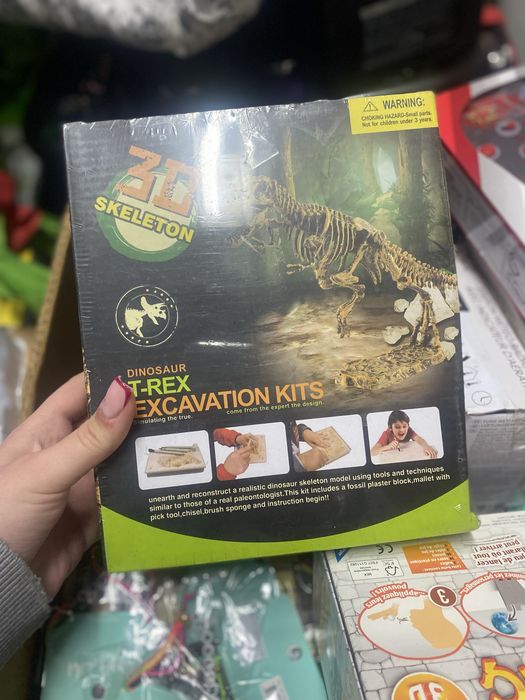 WARNING:
CHOKING HAZARD-Small parts.
Not for children under 3 years.
3D
SKELETON
DINOSAUR
T-REX
EXCAVATION KITS
simulating the true. come from the expert the design.
unearth and reconstruct a realistic dinosaur skeleton model using tools and techniques
similar to those of a real paleontologist.This kit includes a fossil plaster block,mallet with
pick tool,chisel,brush sponge and instruction begin!!
3